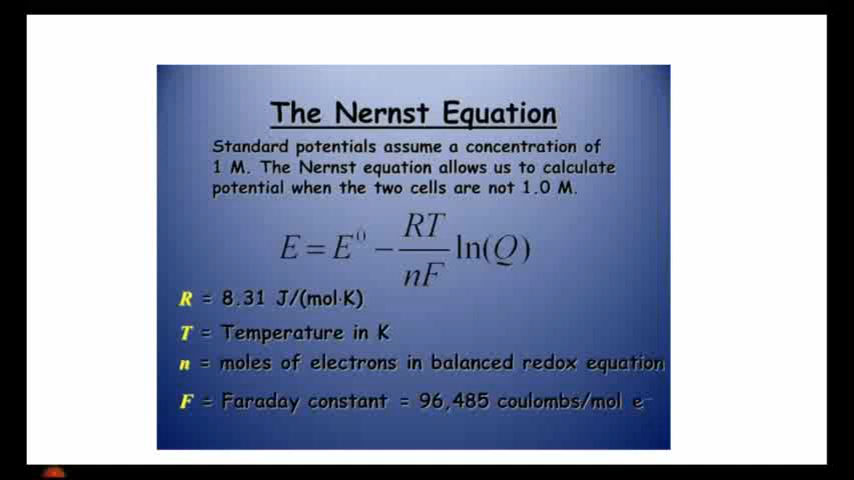 The Nernst Equation
Standard potentials assume a concentration of
1 M. The Nernst equation allows us to calculate
potential when the two cells are not 1.0 M.
E = E⁰ − RT/nF ln(Q)
R = 8.31 J/(mol·K)
T = Temperature in K
n = moles of electrons in balanced redox equation
F = Faraday constant = 96,485 coulombs/mol e⁻